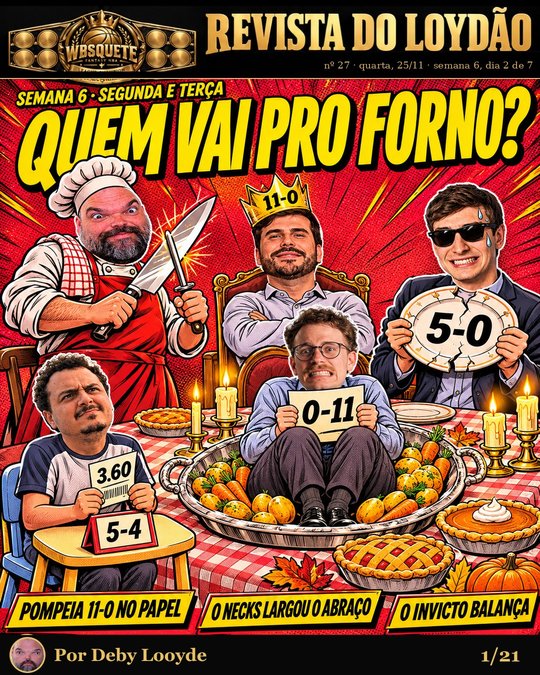 WBSQUETE
FANTASY NBA
REVISTA DO LOYDÃO
nº 27 · quarta, 25/11 · semana 6, dia 2 de 7
SEMANA 6 · SEGUNDA E TERÇA
QUEM VAI PRO FORNO?
11-0
5-0
0-11
3.60
5-4
POMPEIA 11-0 NO PAPEL
O NECKS LARGOU O ABRAÇO
O INVICTO BALANÇA
Por Deby Looyde
1/21